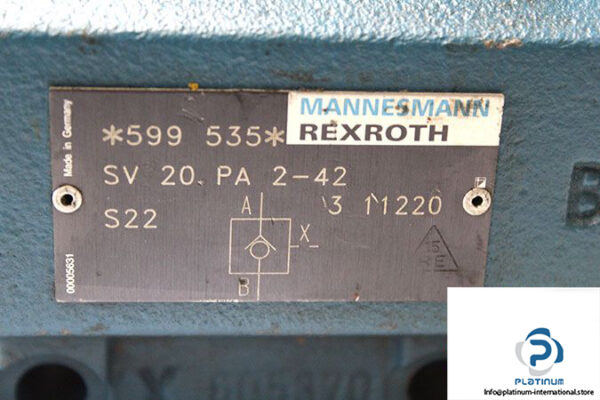 MANNESMANN
REXROTH
Made in Germany
*599 535*
SV 20 PA 2-42
S22
3 11220
A
X
B
15
00005631
B
X
PLATINUM
Info@platinum-international.store